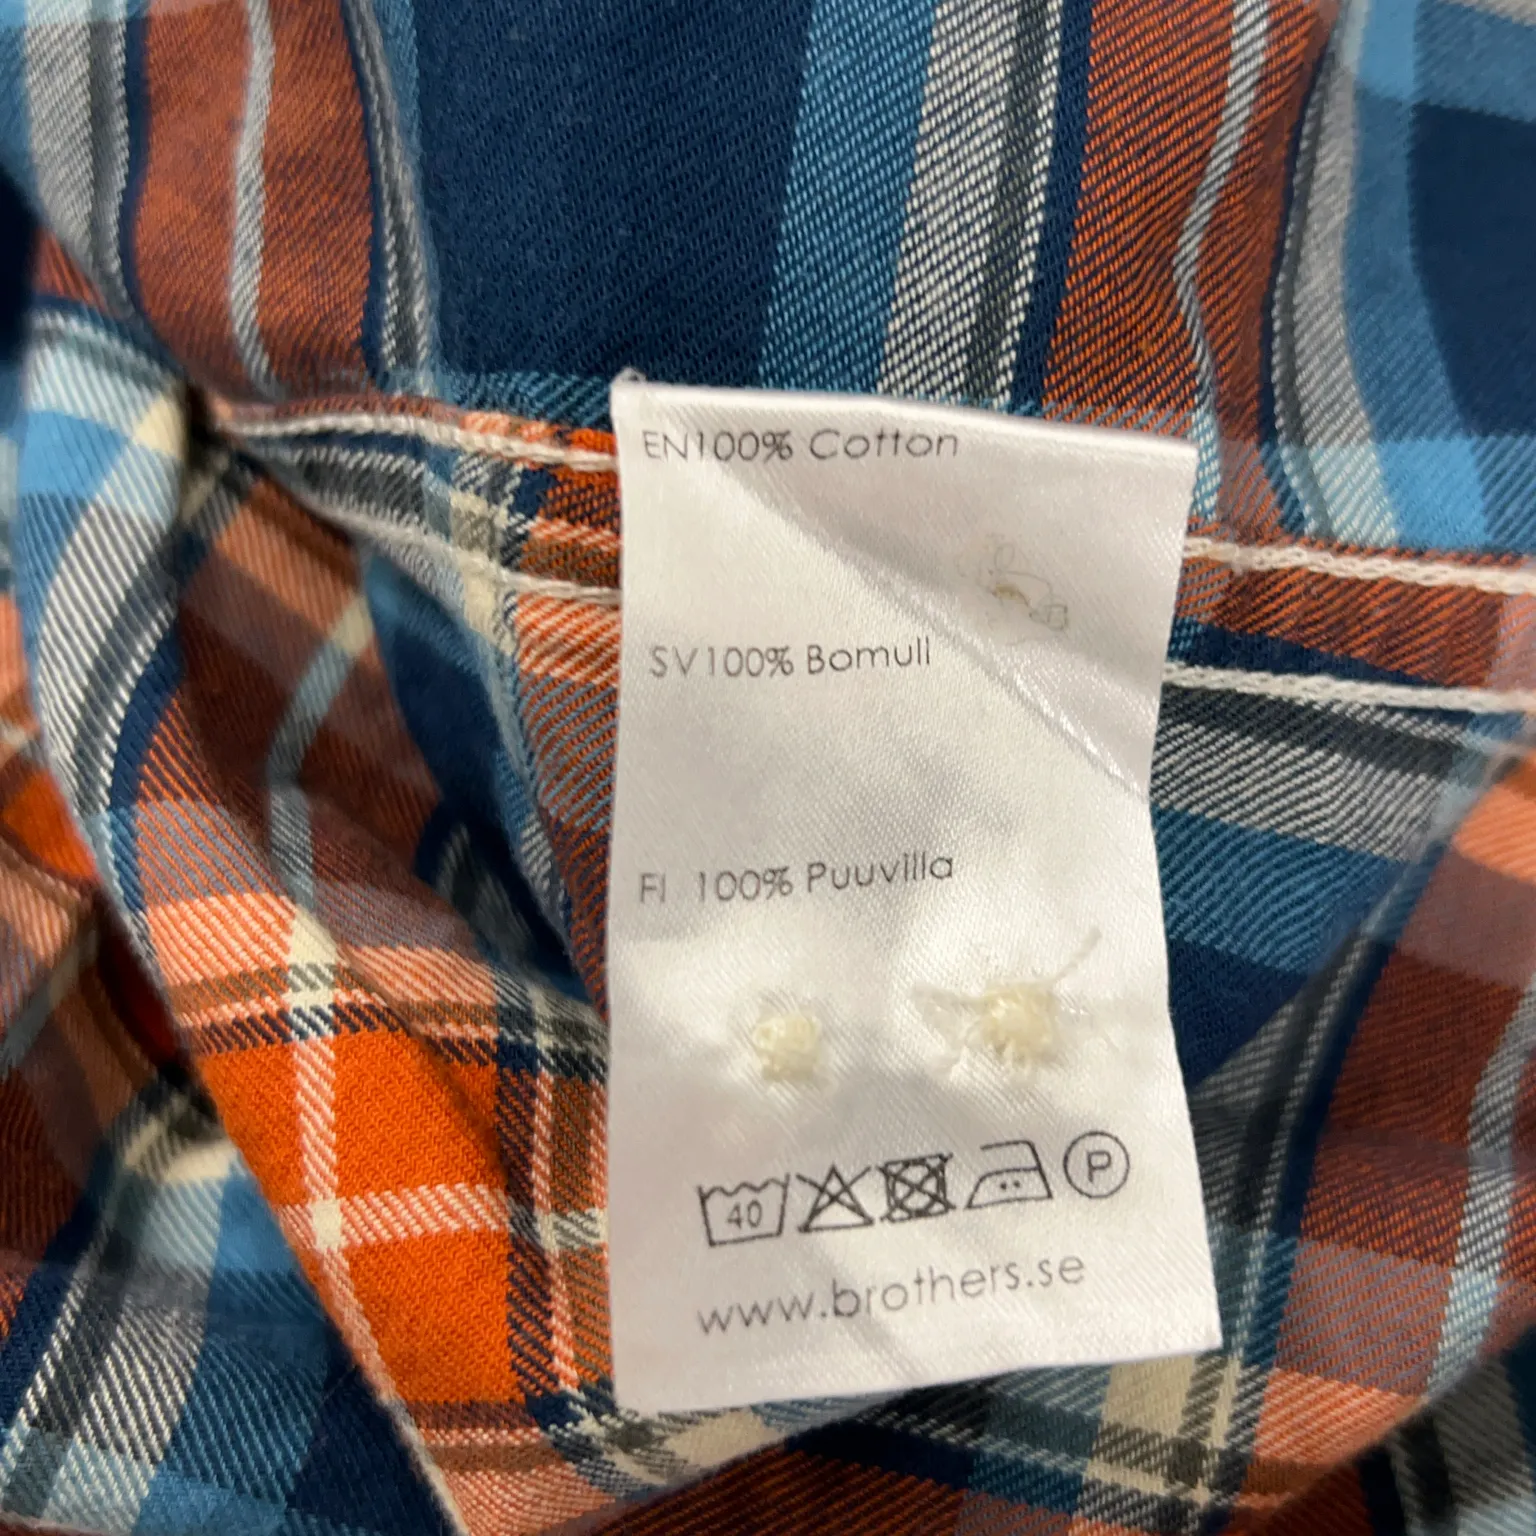 EN100% Cotton
SV100% Bomull
FI 100% Puuvilla
40 P
www.brothers.se